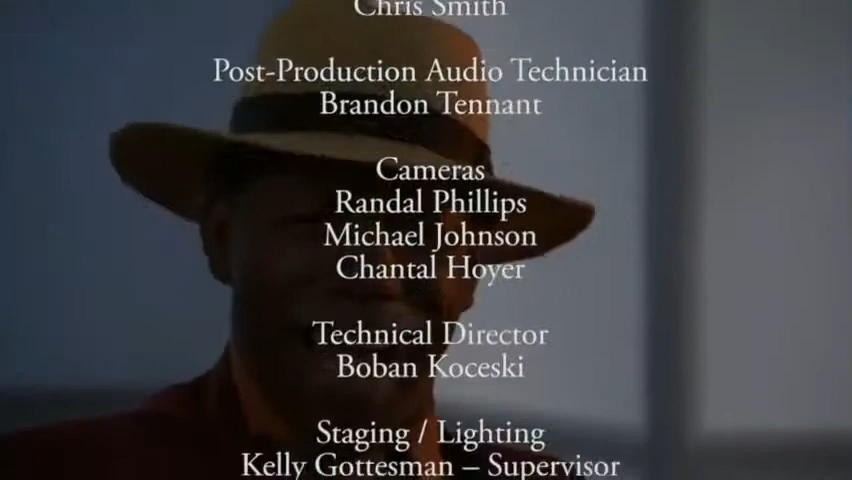 Chris Smith
Post-Production Audio Technician
Brandon Tennant
Cameras
Randal Phillips
Michael Johnson
Chantal Hoyer
Technical Director
Boban Koceski
Staging / Lighting
Kelly Gottesman – Supervisor